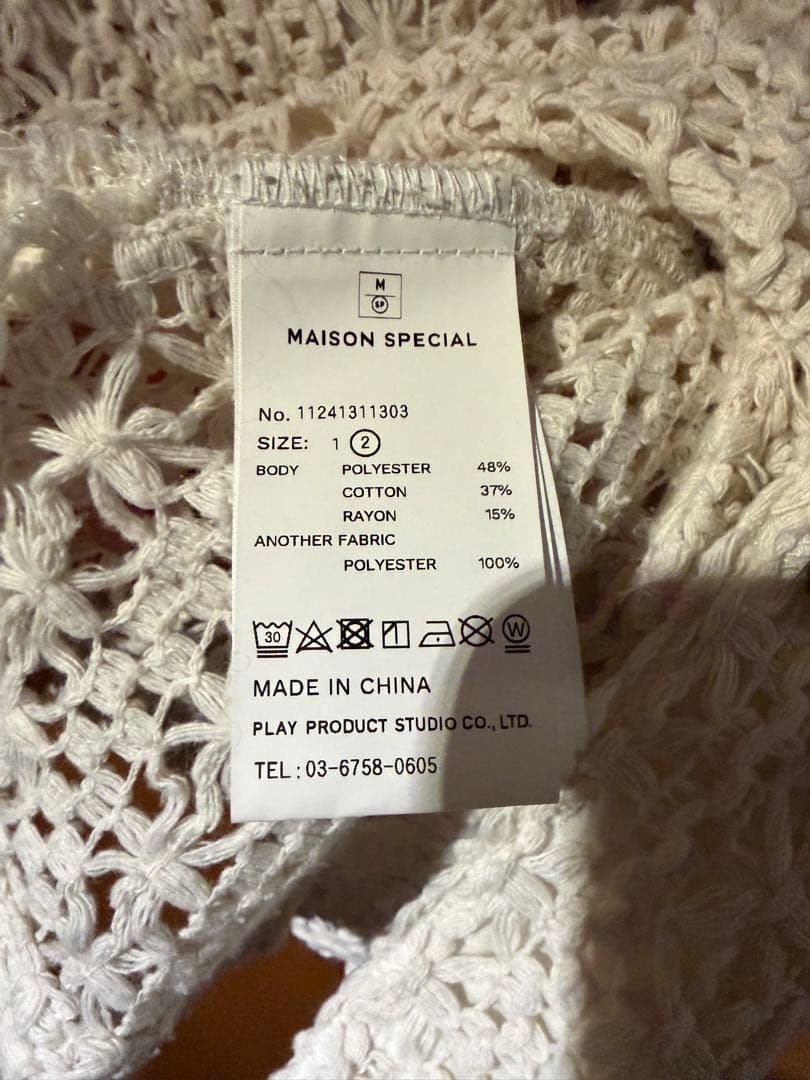 M
SP
MAISON SPECIAL
No. 11241311303
SIZE: 1 2
BODY POLYESTER 48%
COTTON 37%
RAYON 15%
ANOTHER FABRIC
POLYESTER 100%
30 W
MADE IN CHINA
PLAY PRODUCT STUDIO CO., LTD.
TEL : 03-6758-0605